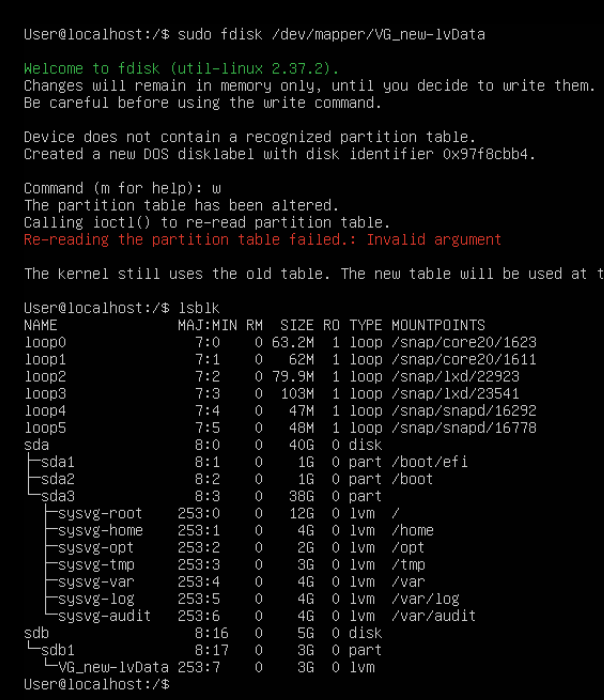 User@localhost:/$ sudo fdisk /dev/mapper/VG_new-lvData
Welcome to fdisk (util-linux 2.37.2).
Changes will remain in memory only, until you decide to write them.
Be careful before using the write command.
Device does not contain a recognized partition table.
Created a new DOS disklabel with disk identifier 0x97f8cbb4.
Command (m for help): w
The partition table has been altered.
Calling ioctl() to re-read partition table.
Re-reading the partition table failed.: Invalid argument
The kernel still uses the old table. The new table will be used at t
User@localhost:/$ lsblk
NAME MAJ:MIN RM SIZE RO TYPE MOUNTPOINTS
loop0 7:0 0 63.2M 1 loop /snap/core20/1623
loop1 7:1 0 62M 1 loop /snap/core20/1611
loop2 7:2 0 79.9M 1 loop /snap/lxd/22923
loop3 7:3 0 103M 1 loop /snap/lxd/23541
loop4 7:4 0 47M 1 loop /snap/snapd/16292
loop5 7:5 0 48M 1 loop /snap/snapd/16778
sda 8:0 0 40G 0 disk
├─sda1 8:1 0 1G 0 part /boot/efi
├─sda2 8:2 0 1G 0 part /boot
└─sda3 8:3 0 38G 0 part
├─sysvg-root 253:0 0 12G 0 lvm /
├─sysvg-home 253:1 0 4G 0 lvm /home
├─sysvg-opt 253:2 0 2G 0 lvm /opt
├─sysvg-tmp 253:3 0 3G 0 lvm /tmp
├─sysvg-var 253:4 0 4G 0 lvm /var
├─sysvg-log 253:5 0 4G 0 lvm /var/log
└─sysvg-audit 253:6 0 4G 0 lvm /var/audit
sdb 8:16 0 5G 0 disk
└─sdb1 8:17 0 3G 0 part
└─VG_new-lvData 253:7 0 3G 0 lvm
User@localhost:/$